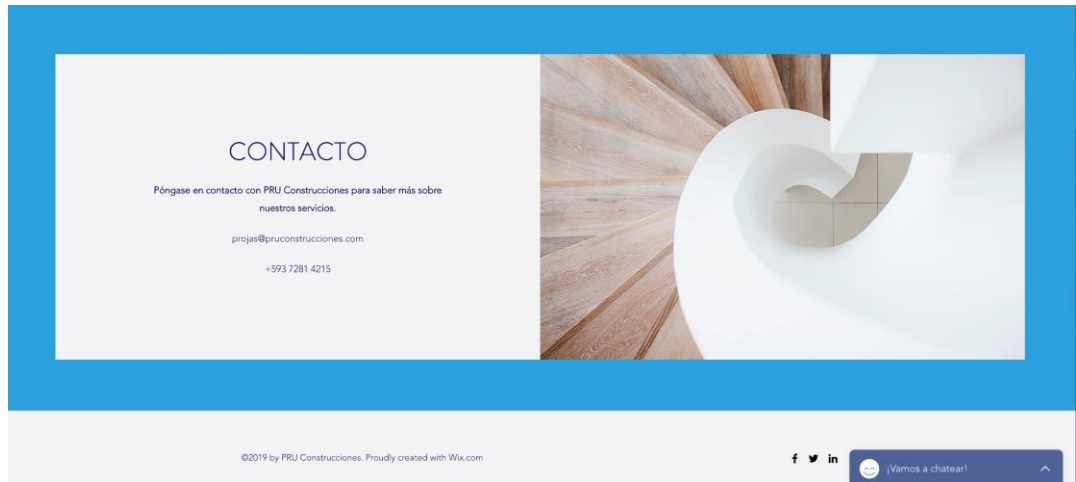 CONTACTO
Póngase en contacto con PRU Construcciones para saber más sobre
nuestros servicios.
projas@pruconstrucciones.com
+593 7281 4215
©2019 by PRU Construcciones. Proudly created with Wix.com
f in
¡Vamos a chatear!